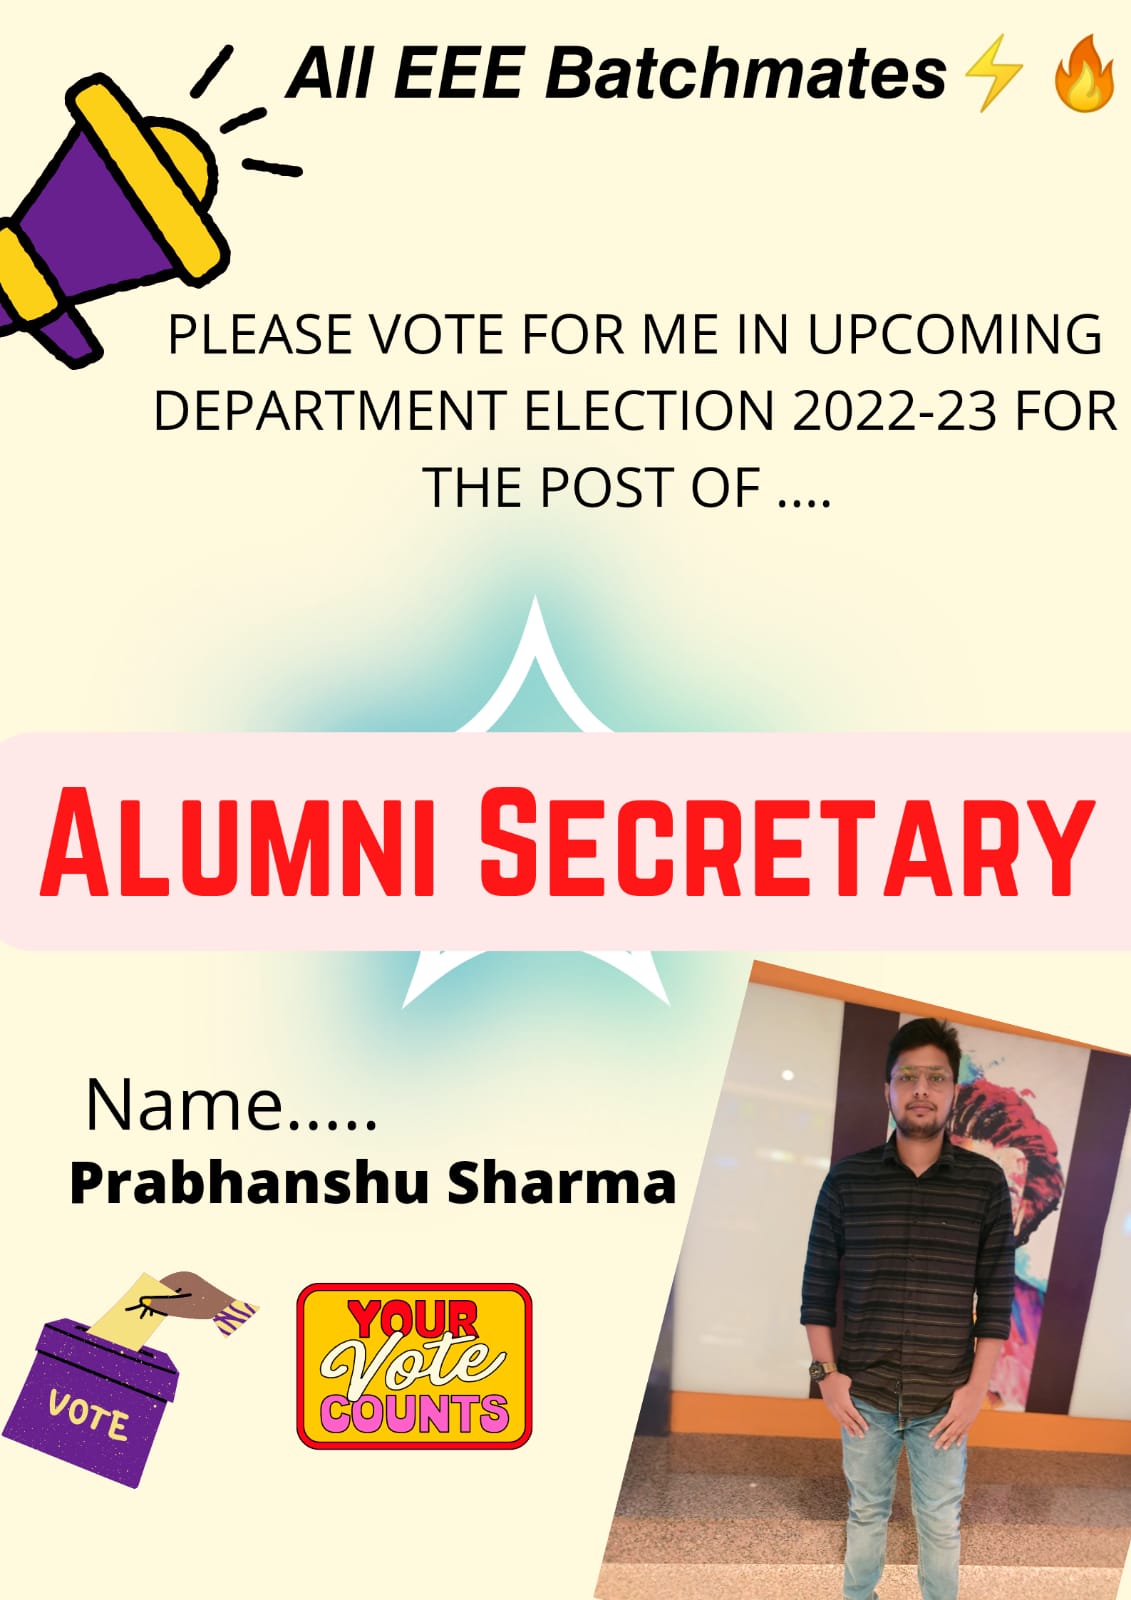 All EEE Batchmates⚡🔥
PLEASE VOTE FOR ME IN UPCOMING
DEPARTMENT ELECTION 2022-23 FOR
THE POST OF ....
ALUMNI SECRETARY
Name.....
Prabhanshu Sharma
VOTE
YOUR
Vote
COUNTS